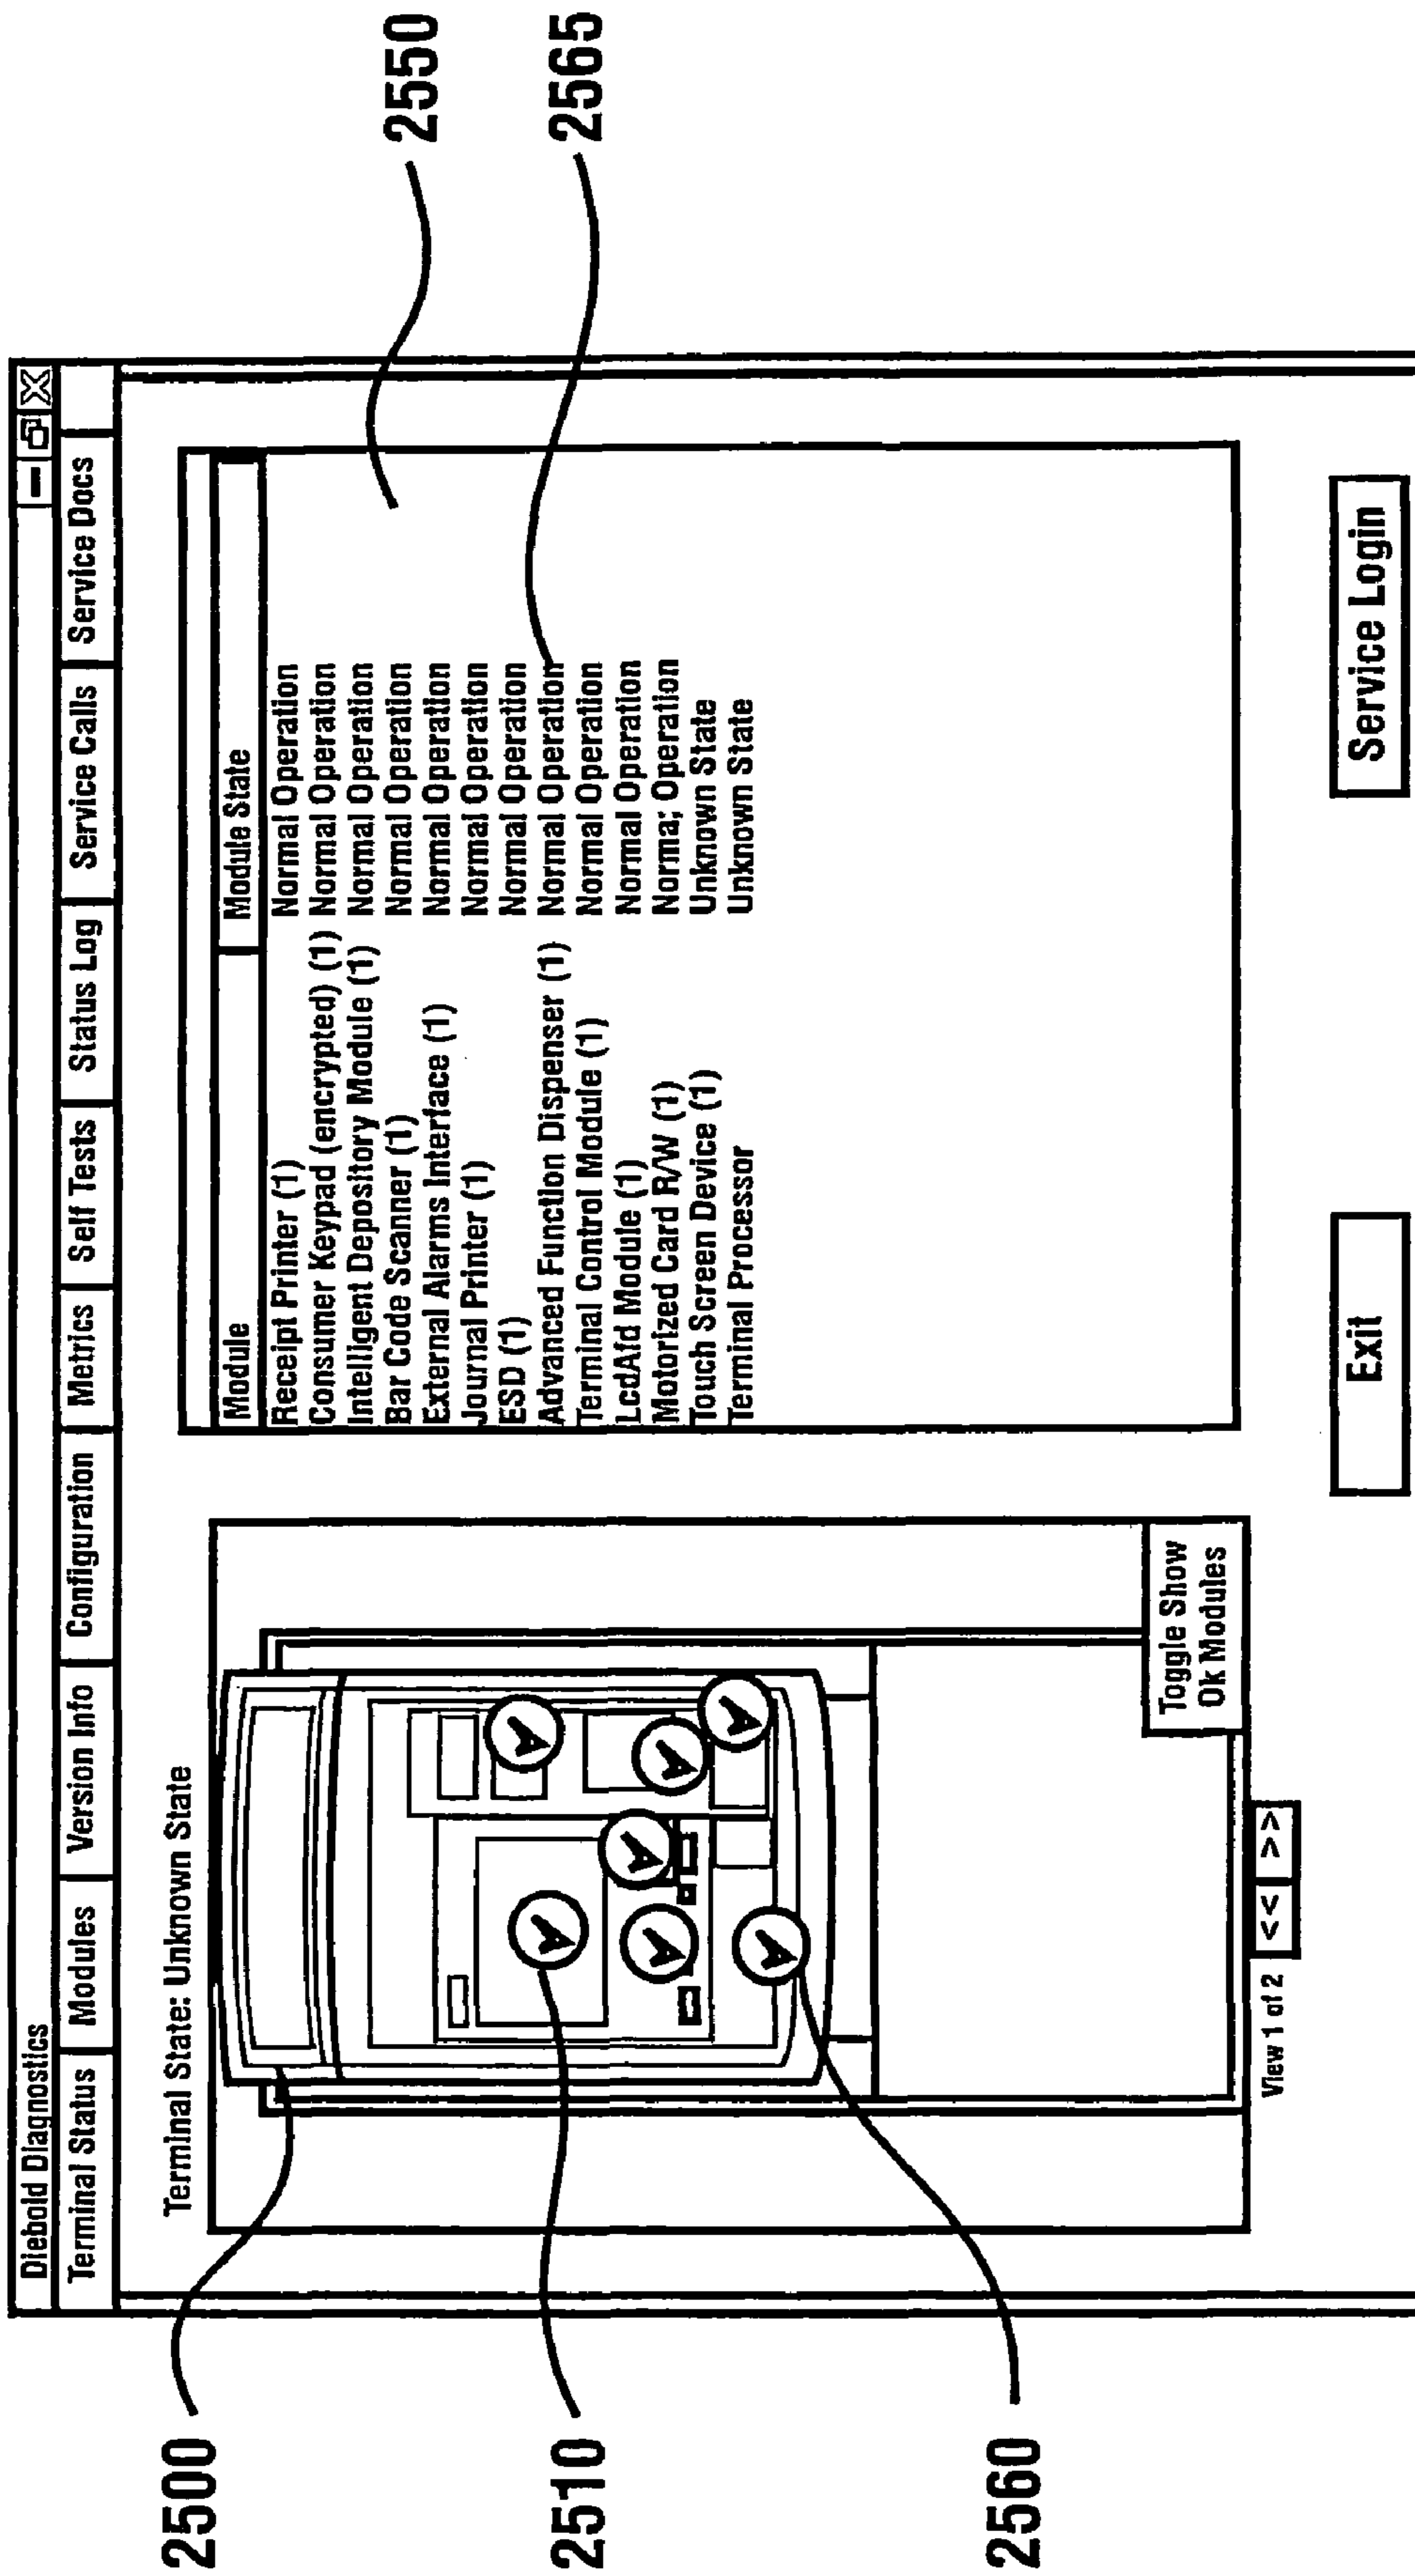 Diebold Diagnostics
Terminal Status Modules Version Info Configuration Metrics Self Tests Status Log Service Calls Service Docs
Terminal State: Unknown State
Toggle Show
Ok Modules
View 1 of 2 << >>
Module Module State
Receipt Printer (1) Normal Operation
Consumer Keypad (encrypted) (1) Normal Operation
Intelligent Depository Module (1) Normal Operation
Bar Code Scanner (1) Normal Operation
External Alarms Interface (1) Normal Operation
Journal Printer (1) Normal Operation
ESD (1) Normal Operation
Advanced Function Dispenser (1) Normal Operation
Terminal Control Module (1) Normal Operation
LcdAfd Module (1) Normal Operation
Motorized Card R/W (1) Norma; Operation
Touch Screen Device (1) Unknown State
Terminal Processor Unknown State
Exit Service Login
2500
2510
2560
2550
2565